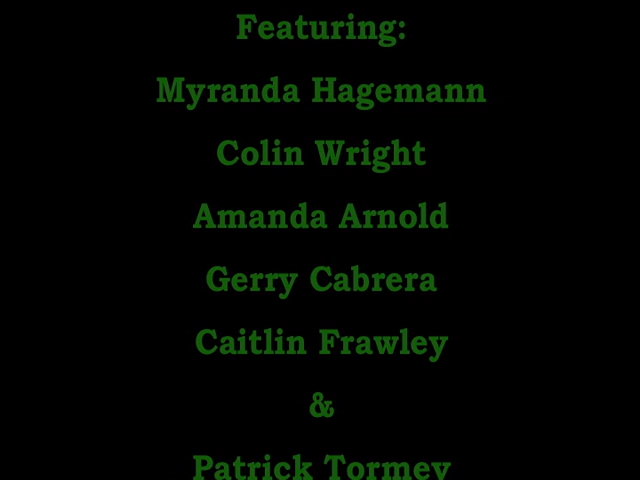 Featuring:
Myranda Hagemann
Colin Wright
Amanda Arnold
Gerry Cabrera
Caitlin Frawley
&
Patrick Tormey